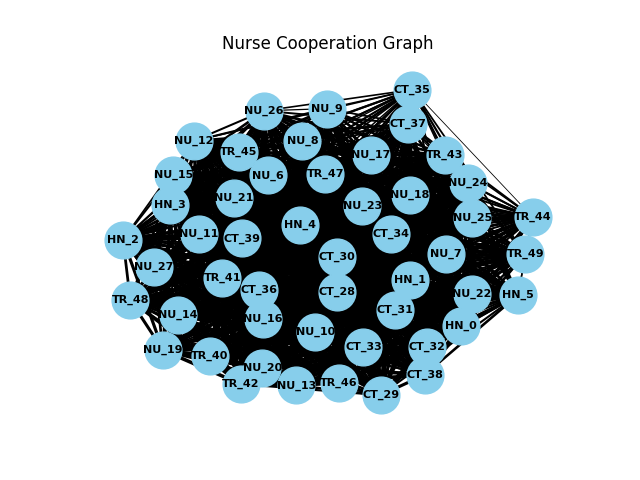 Nurse Cooperation Graph
CT_35
NU_26
NU_9
CT_37
NU_12
NU_8
TR_45
NU_17
TR_43
NU_15
NU_6
TR_47
NU_24
NU_21
NU_18
HN_3
NU_23
NU_25
TR_44
HN_4
NU_11
CT_39
CT_34
HN_2
NU_7
TR_49
CT_30
NU_27
TR_41
HN_1
CT_36
CT_28
NU_22
HN_5
TR_48
CT_31
NU_14
NU_16
HN_0
NU_10
NU_19
CT_33
CT_32
TR_40
NU_20
CT_38
TR_42
NU_13
TR_46
CT_29